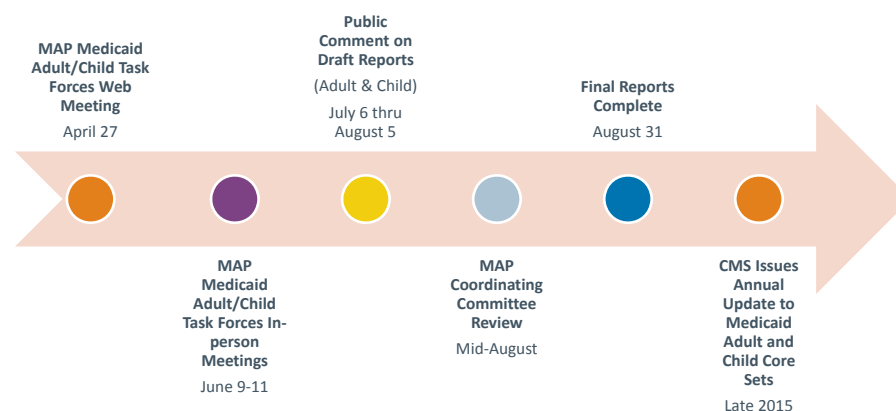 MAP Medicaid
Adult/Child Task
Forces Web
Meeting
April 27
MAP
Medicaid
Adult/Child
Task Forces In-
person
Meetings
June 9-11
Public
Comment on
Draft Reports
(Adult & Child)
July 6 thru
August 5
MAP
Coordinating
Committee
Review
Mid-August
Final Reports
Complete
August 31
CMS Issues
Annual
Update to
Medicaid
Adult and
Child Core
Sets
Late 2015